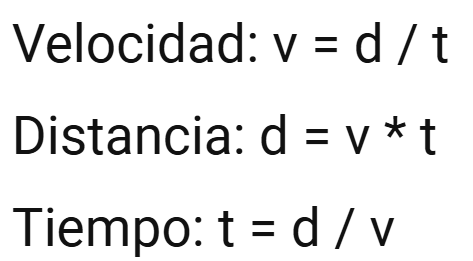 Velocidad: v = d / t
Distancia: d = v * t
Tiempo: t = d / v